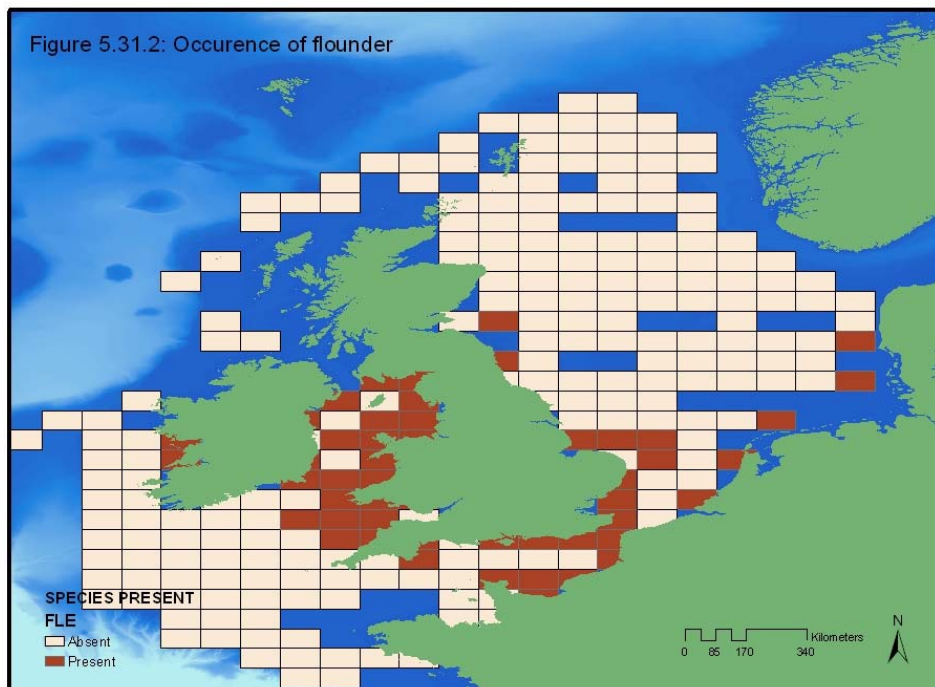 Figure 5.31.2: Occurence of flounder
SPECIES PRESENT
FLE
Absent
Present
N
Kilometers
0 85 170 340